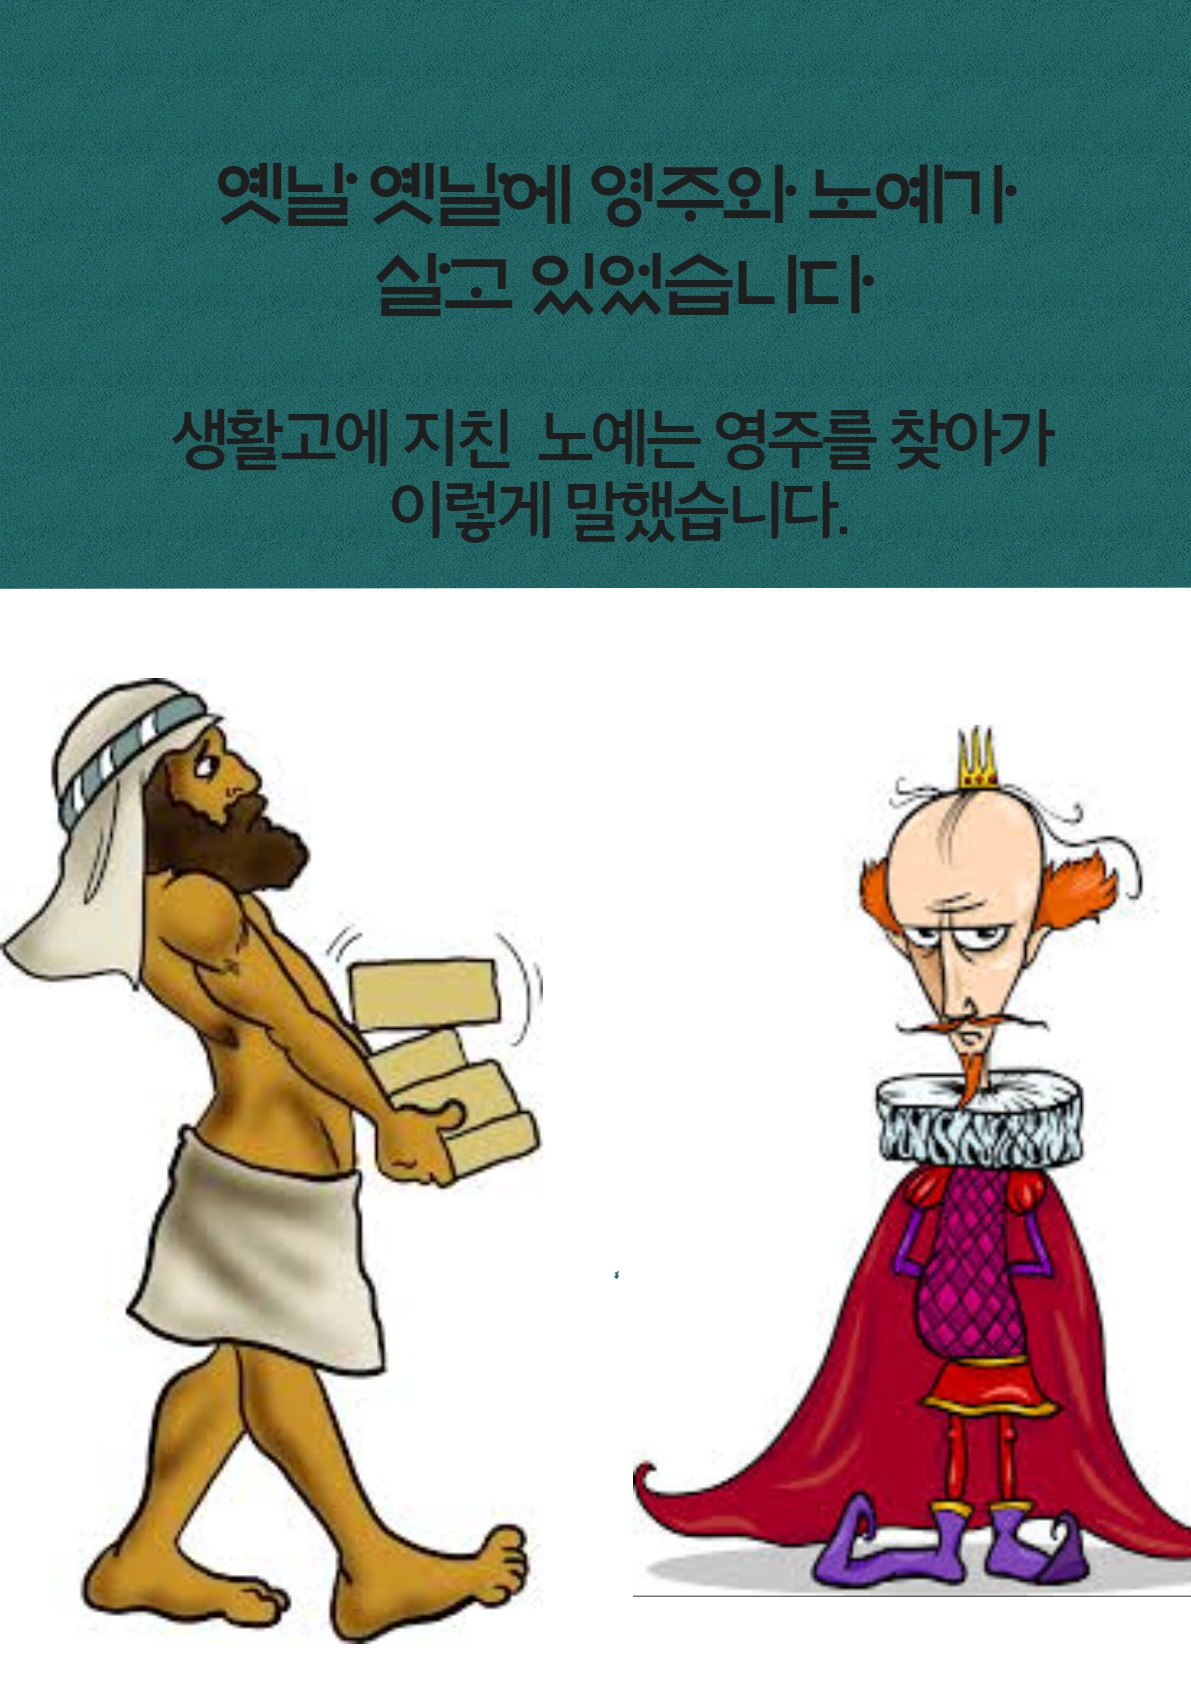 옛날 옛날에 영주와 노예가
살고 있었습니다
생활고에 지친 노예는 영주를 찾아가
이렇게 말했습니다.